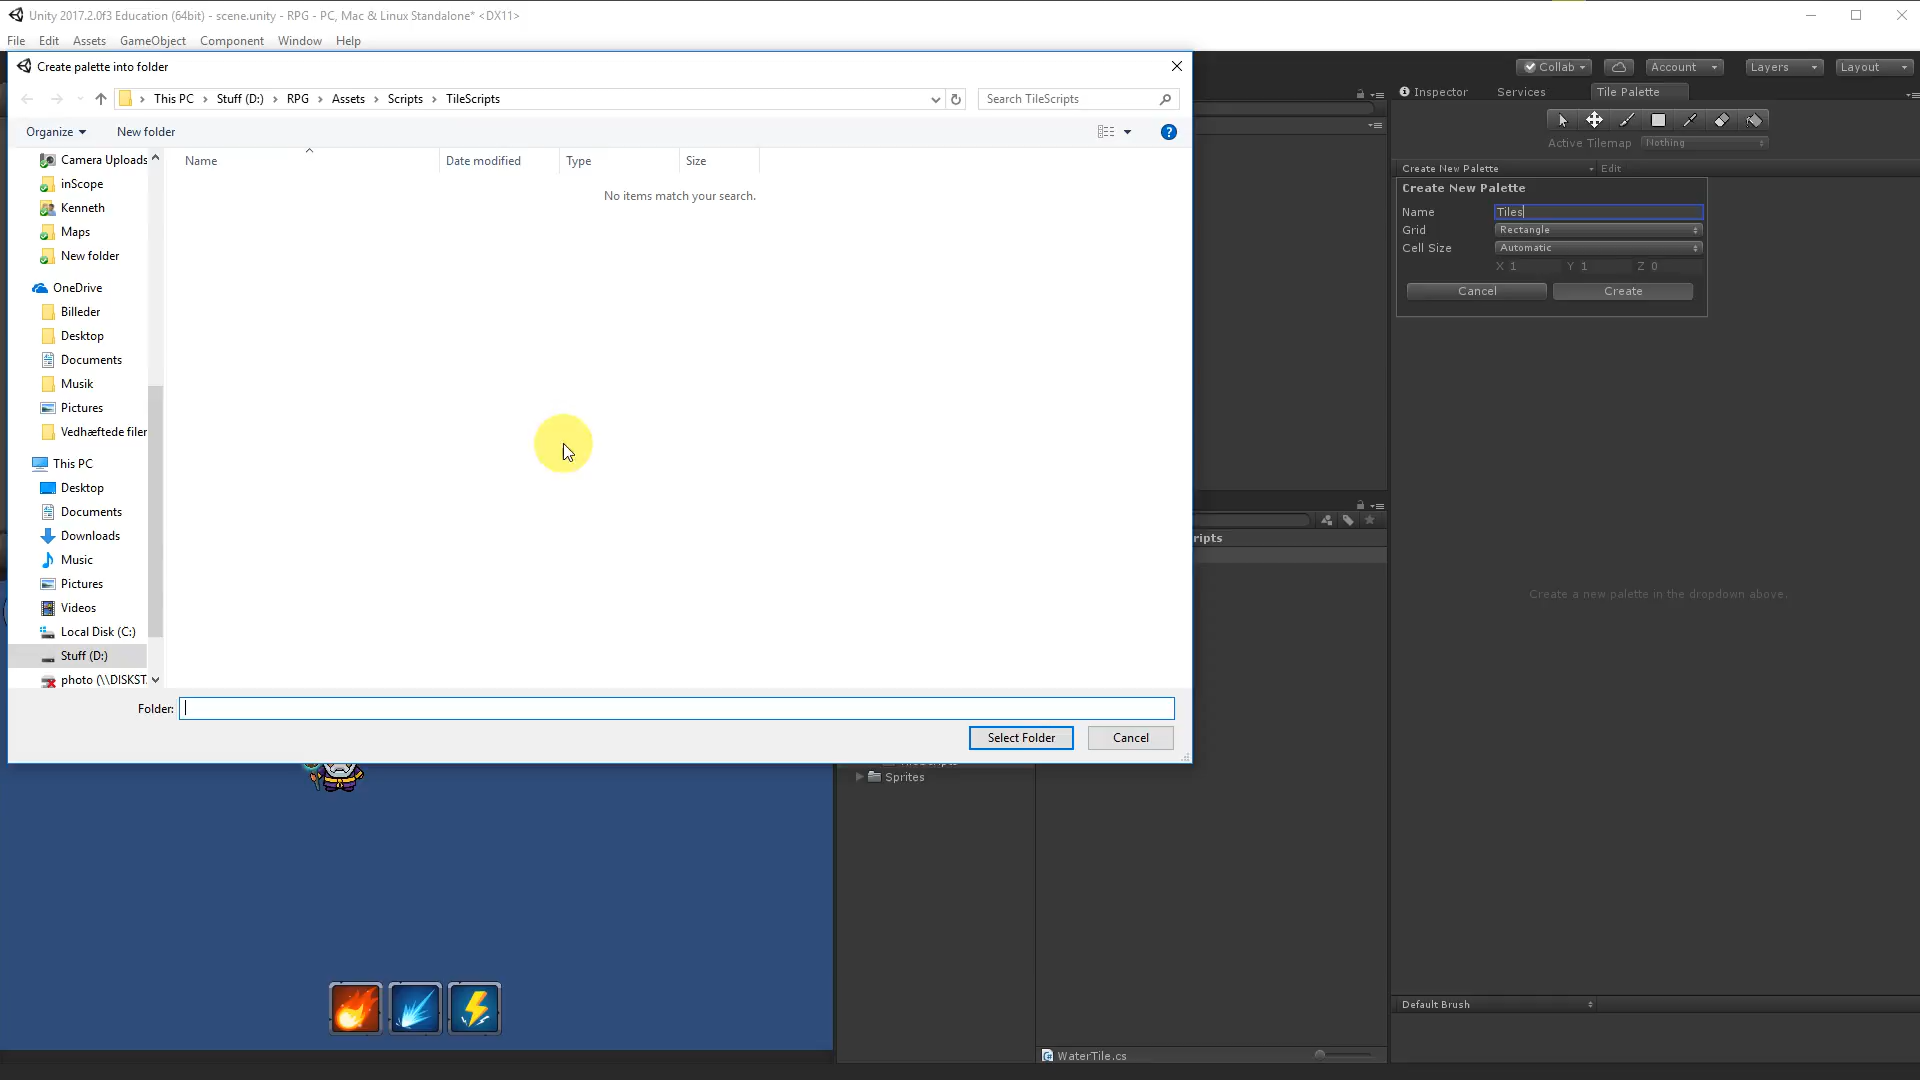 Unity 2017.2.0f3 Education (64bit) - scene.unity - RPG - PC, Mac & Linux Standalone* <DX11>
File Edit Assets GameObject Component Window Help
Create palette into folder
This PC Stuff (D:) RPG Assets Scripts TileScripts
Search TileScripts
Organize New folder
Name Date modified Type Size
No items match your search.
Camera Uploads
inScope
Kenneth
Maps
New folder
OneDrive
Billeder
Desktop
Documents
Musik
Pictures
Vedhæftede filer
This PC
Desktop
Documents
Downloads
Music
Pictures
Videos
Local Disk (C:)
Stuff (D:)
photo (\\DISKST
Folder:
Select Folder Cancel
Collab Account Layers Layout
Inspector Services Tile Palette
Active Tilemap Nothing
Create New Palette Edit
Create New Palette
Name Tiles
Grid Rectangle
Cell Size Automatic
X 1 Y 1 Z 0
Cancel Create
ripts
Create a new palette in the dropdown above.
Sprites
Default Brush
WaterTile.cs